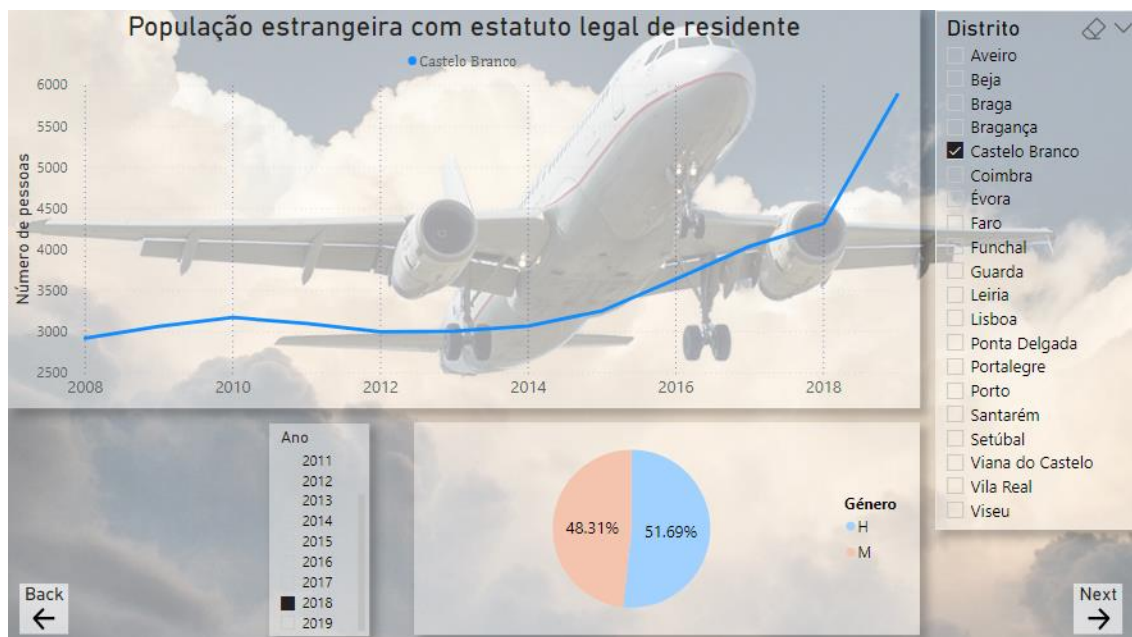 População estrangeira com estatuto legal de residente
Castelo Branco
Número de pessoas
6000
5500
5000
4500
4000
3500
3000
2500
2008
2010
2012
2014
2016
2018
Distrito
Aveiro
Beja
Braga
Bragança
Castelo Branco
Coimbra
Évora
Faro
Funchal
Guarda
Leiria
Lisboa
Ponta Delgada
Portalegre
Porto
Santarém
Setúbal
Viana do Castelo
Vila Real
Viseu
Ano
2011
2012
2013
2014
2015
2016
2017
2018
2019
48.31%
51.69%
Género
H
M
Back
Next